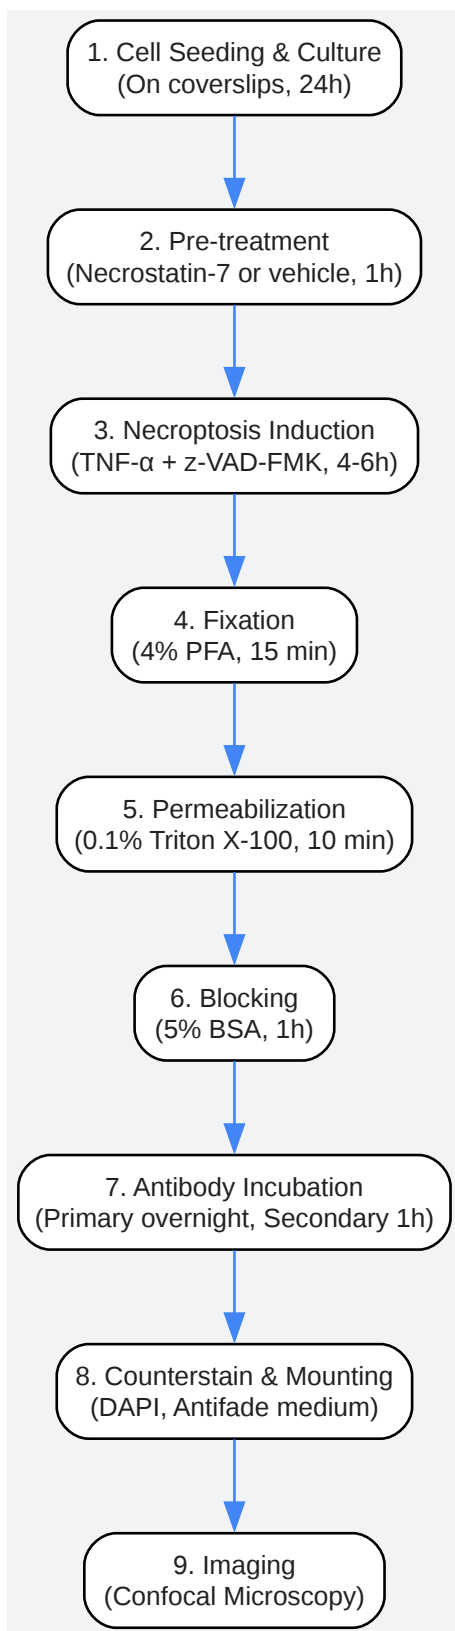 1. Cell Seeding & Culture
(On coverslips, 24h)
2. Pre-treatment
(Necrostatin-7 or vehicle, 1h)
3. Necroptosis Induction
(TNF-α + z-VAD-FMK, 4-6h)
4. Fixation
(4% PFA, 15 min)
5. Permeabilization
(0.1% Triton X-100, 10 min)
6. Blocking
(5% BSA, 1h)
7. Antibody Incubation
(Primary overnight, Secondary 1h)
8. Counterstain & Mounting
(DAPI, Antifade medium)
9. Imaging
(Confocal Microscopy)